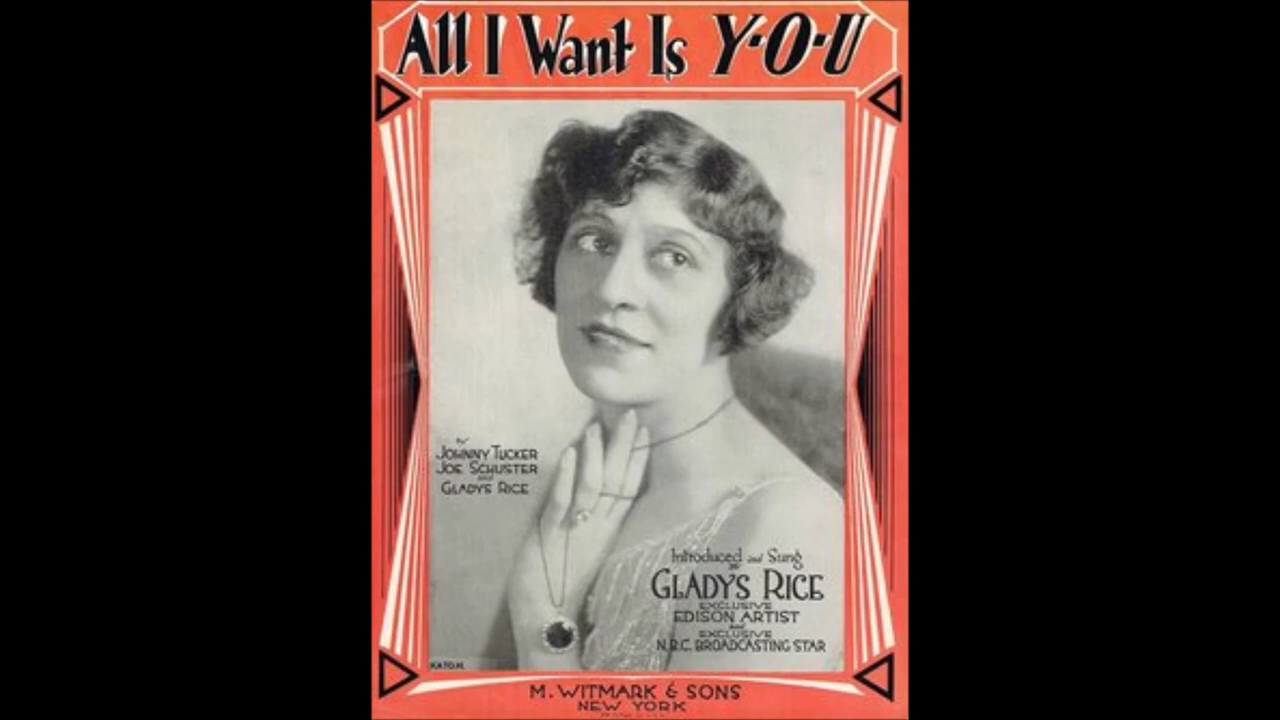 All I Want Is Y·O·U
by
JOHNNY TUCKER
JOE SCHUSTER
and
GLADYS RICE
Introduced and Sung
by
GLADYS RICE
EXCLUSIVE
EDISON ARTIST
and
EXCLUSIVE
N.B.C. BROADCASTING STAR
M. WITMARK & SONS
NEW YORK